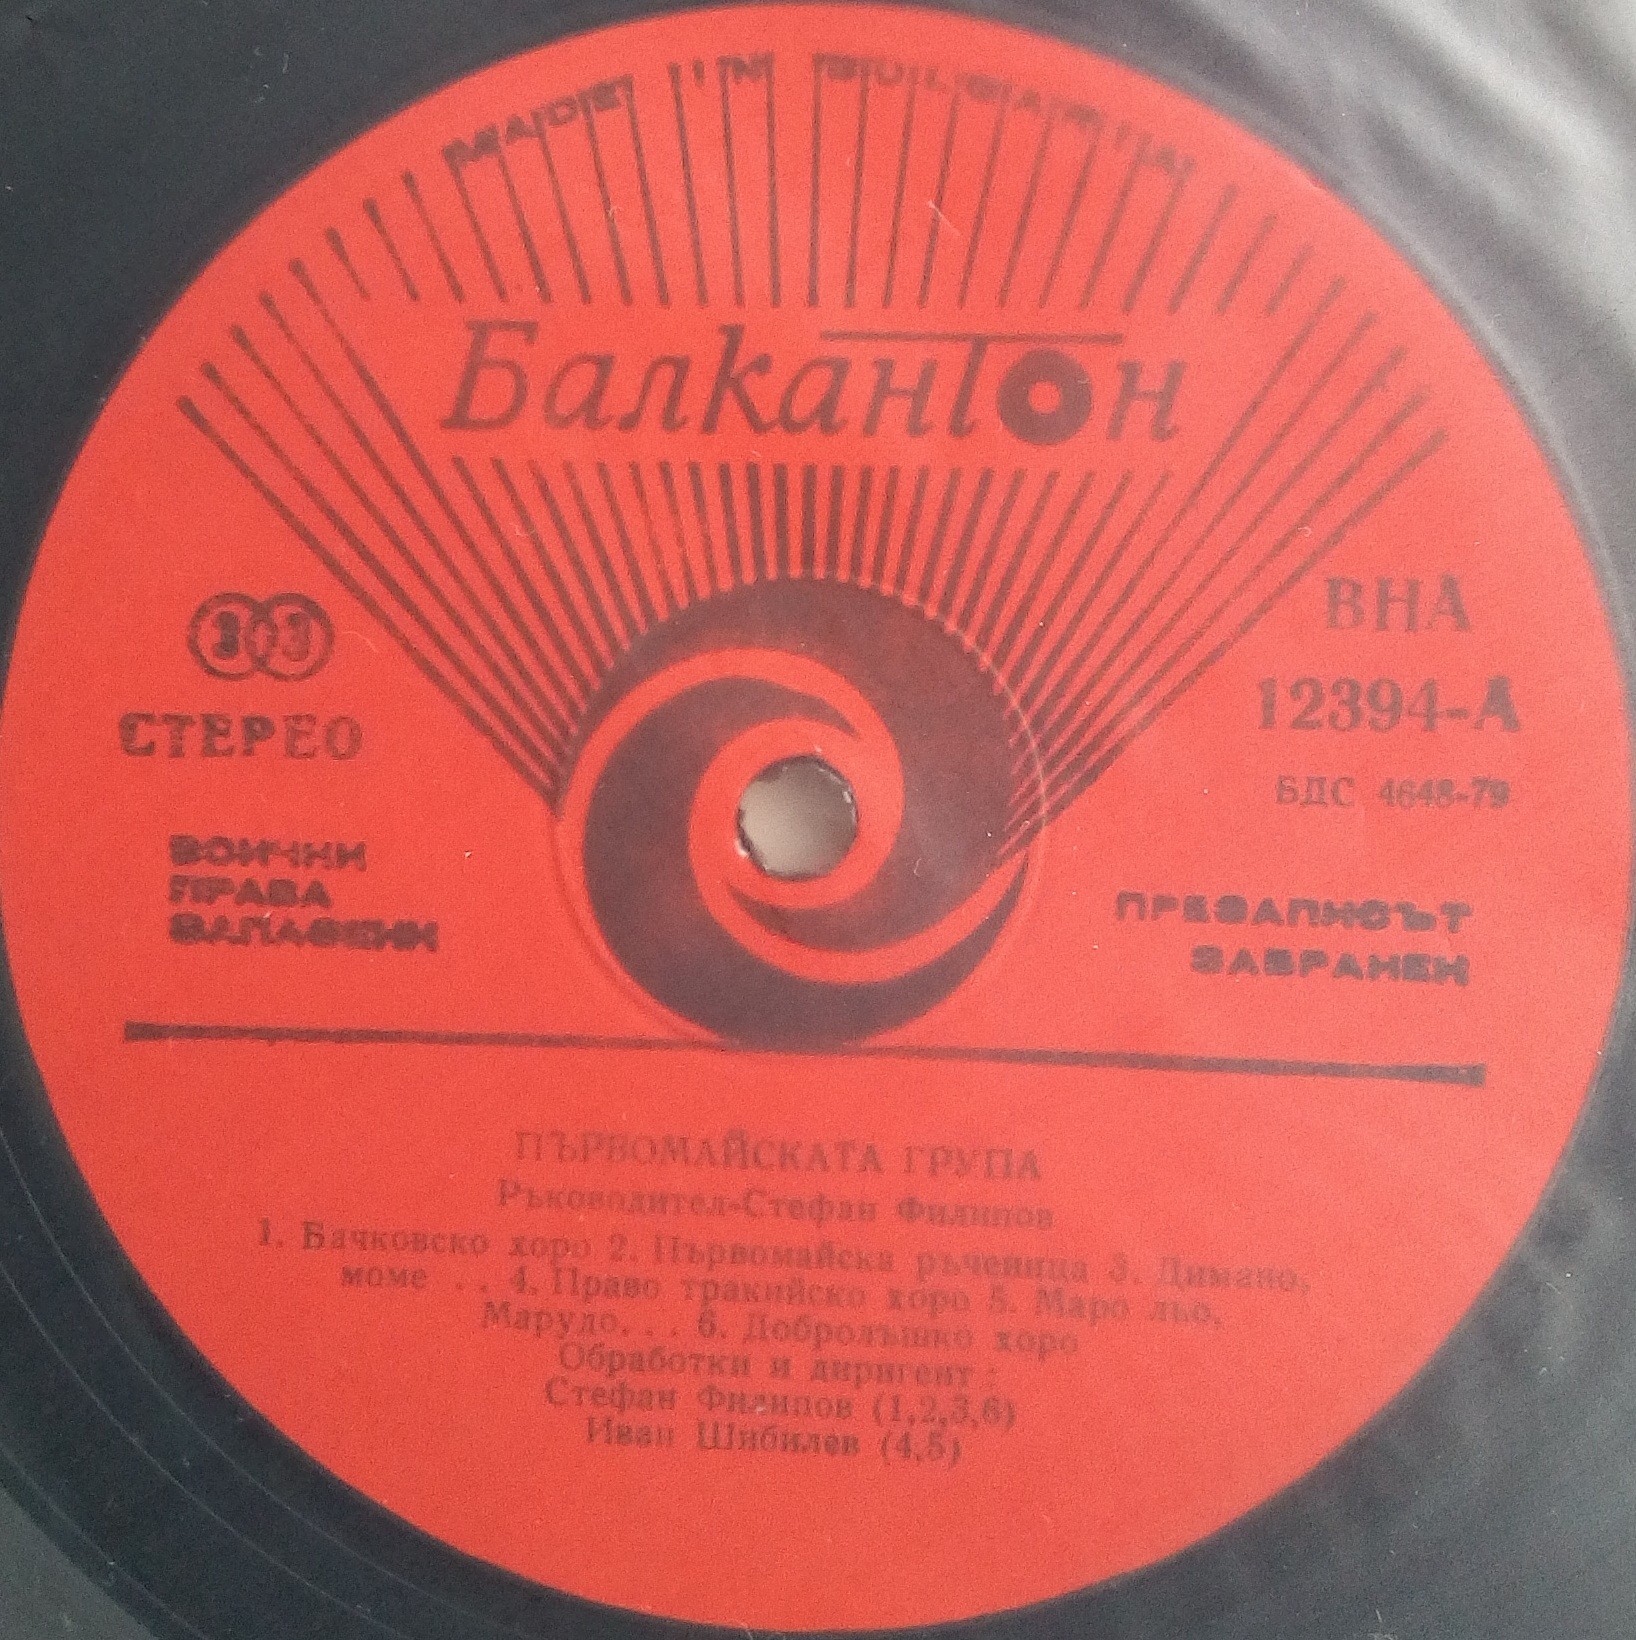 MADE IN BULGARIA
Балкантон
33
СТЕРЕО
ВНА
12394-А
БДС 4648-79
ВСИЧКИ
ПРАВА
ЗАПАЗЕНИ
ПРЕЗАПИСЪТ
ЗАБРАНЕН
ПЪРВОМАЙСКАТА ГРУПА
Ръководител-Стефан Филипов
1. Бачковско хоро 2. Първомайска ръченица 3. Димано,
моме . . 4. Право тракийско хоро 5. Маро льо,
Марудо. . . 6. Добролъшко хоро
Обработки и диригент :
Стефан Филипов (1,2,3,6)
Иван Шибилев (4,5)